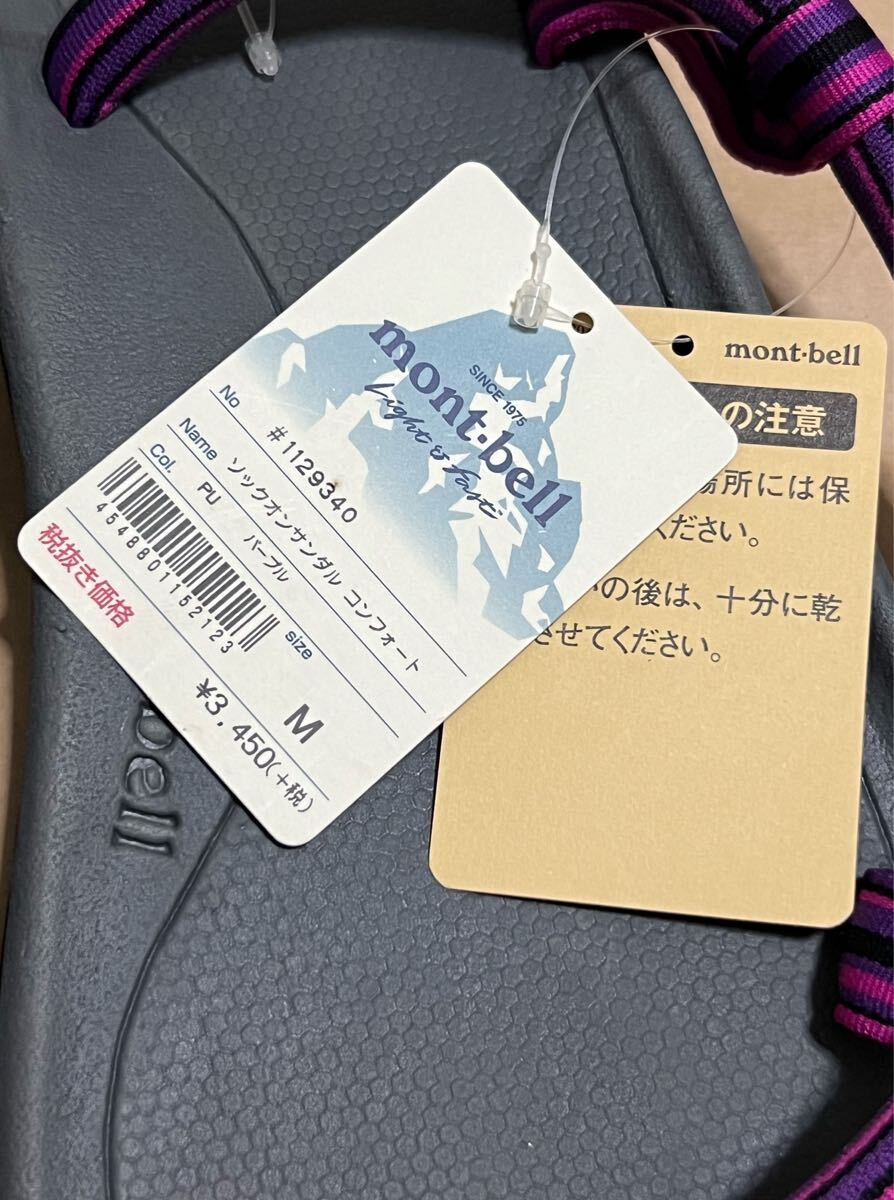 SINCE 1975
mont·bell
Light & Fast
No #1129340
Name ソックオンサンダル コンフォート
Col. PU パープル
size M
4548801152123
税抜き価格
¥3,450(+税)
mont·bell
の注意
場所には保
ください。
の後は、十分に乾
させてください。
bell